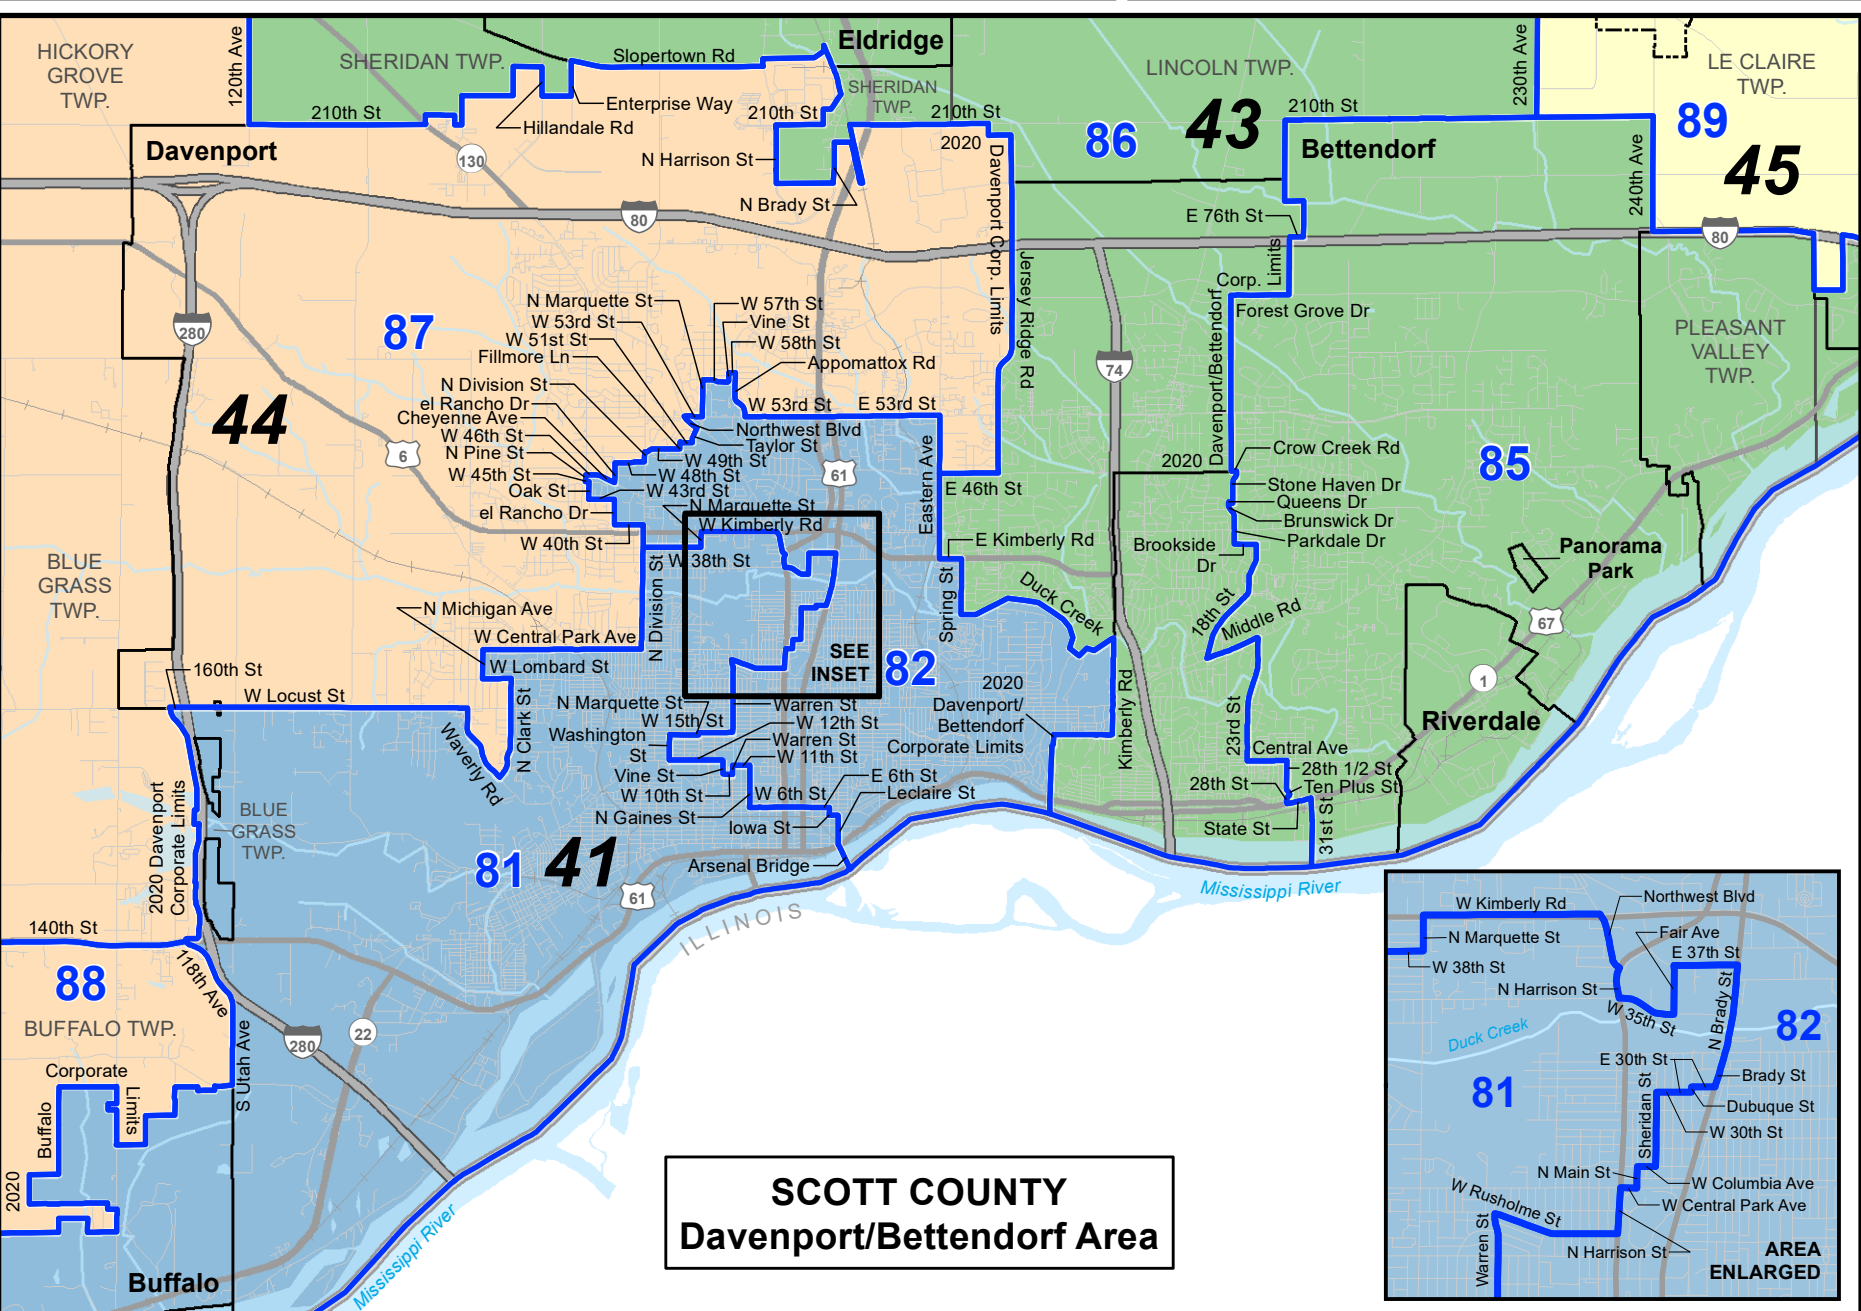 HICKORY
GROVE
TWP.
120th Ave
SHERIDAN TWP.
Slopertown Rd
Eldridge
SHERIDAN
TWP.
LINCOLN TWP.
230th Ave
LE CLAIRE
TWP.
210th St
Enterprise Way
Hillandale Rd
210th St
210th St
2020
86
43
210th St
89
45
Davenport
130
N Harrison St
N Brady St
Davenport Corp. Limits
Jersey Ridge Rd
Bettendorf
240th Ave
80
E 76th St
80
Corp.
Limits
Davenport/Bettendorf
Forest Grove Dr
280
87
44
6
N Marquette St
W 53rd St
W 51st St
Fillmore Ln
N Division St
el Rancho Dr
Cheyenne Ave
W 46th St
N Pine St
W 45th St
Oak St
el Rancho Dr
W 40th St
W 57th St
Vine St
W 58th St
Appomattox Rd
W 53rd St
E 53rd St
Northwest Blvd
Taylor St
W 49th St
W 48th St
W 43rd St
N Marquette St
W Kimberly Rd
W 38th St
61
Eastern Ave
E 46th St
E Kimberly Rd
Spring St
Duck Creek
74
2020
Crow Creek Rd
Stone Haven Dr
Queens Dr
Brunswick Dr
Parkdale Dr
Brookside
Dr
18th St
Middle Rd
85
PLEASANT
VALLEY
TWP.
Panorama
Park
67
1
Riverdale
BLUE
GRASS
TWP.
N Michigan Ave
W Central Park Ave
W Lombard St
N Division St
160th St
W Locust St
Waverly Rd
N Clark St
SEE
INSET
82
N Marquette St
W 15th St
Washington
St
Vine St
W 10th St
N Gaines St
Warren St
W 12th St
Warren St
W 11th St
W 6th St
E 6th St
Leclaire St
Iowa St
Arsenal Bridge
2020
Davenport/
Bettendorf
Corporate Limits
Kimberly Rd
23rd St
Central Ave
28th 1/2 St
28th St
Ten Plus St
State St
31st St
2020 Davenport
Corporate Limits
BLUE
GRASS
TWP.
81
41
61
ILLINOIS
Mississippi River
140th St
88
118th Ave
BUFFALO TWP.
S Utah Ave
280
22
Corporate
Limits
Buffalo
2020
Buffalo
Mississippi River
SCOTT COUNTY
Davenport/Bettendorf Area
W Kimberly Rd
Northwest Blvd
N Marquette St
Fair Ave
E 37th St
W 38th St
N Harrison St
W 35th St
N Brady St
Duck Creek
82
E 30th St
Brady St
81
Sheridan St
Dubuque St
W 30th St
N Main St
W Columbia Ave
W Central Park Ave
W Rusholme St
Warren St
N Harrison St
AREA
ENLARGED